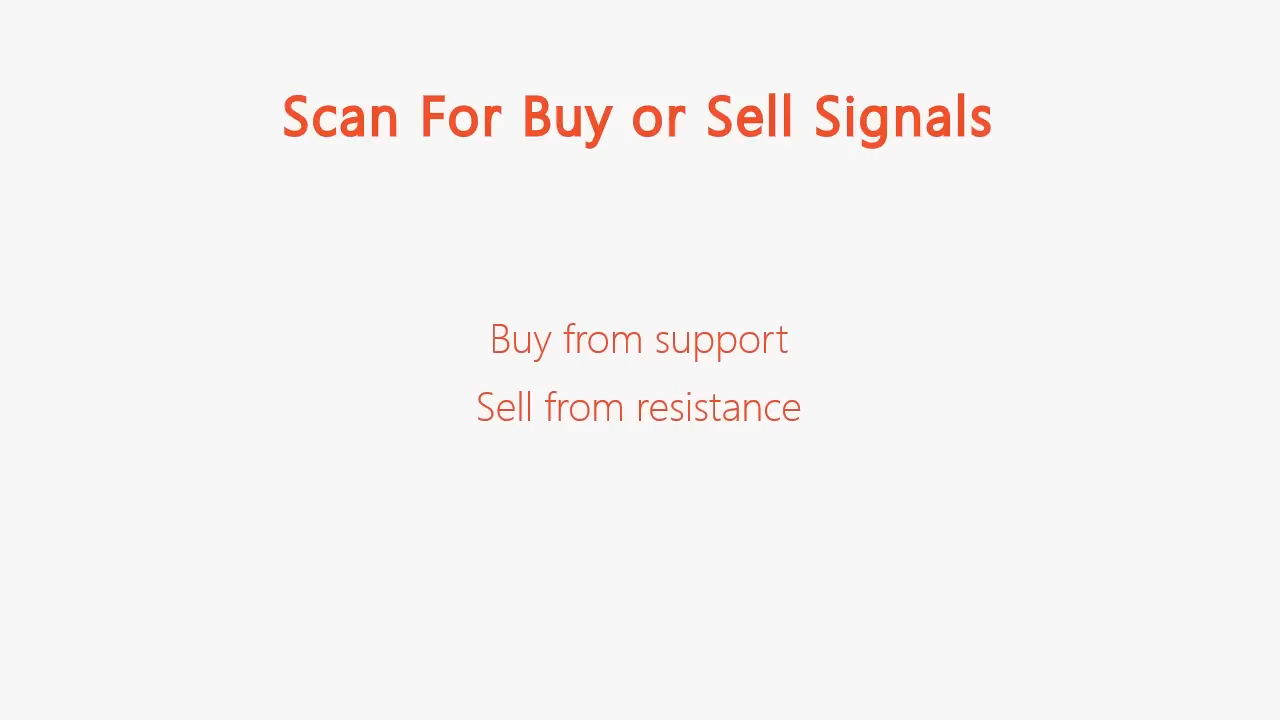 Scan For Buy or Sell Signals
Buy from support
Sell from resistance